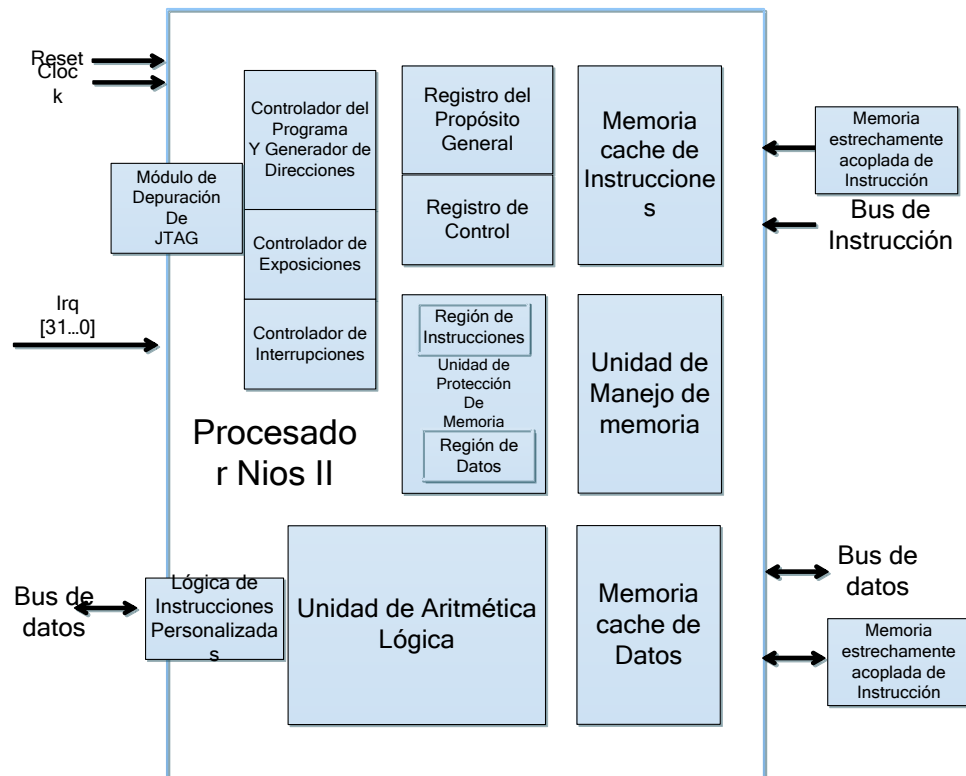 Reset
Cloc
k
Controlador del
Programa
Y Generador de
Direcciones
Registro del
Propósito
General
Memoria
cache de
Instruccione
s
Memoria
estrechamente
acoplada de
Instrucción
Módulo de
Depuración
De
JTAG
Registro de
Control
Bus de
Instrucción
Controlador de
Exposiciones
Irq
[31...0]
Controlador de
Interrupciones
Región de
Instrucciones
Unidad de
Protección
De
Memoria
Región de
Datos
Unidad de
Manejo de
memoria
Procesado
r Nios II
Bus de
datos
Lógica de
Instrucciones
Personalizada
s
Unidad de Aritmética
Lógica
Memoria
cache de
Datos
Bus de
datos
Memoria
estrechamente
acoplada de
Instrucción